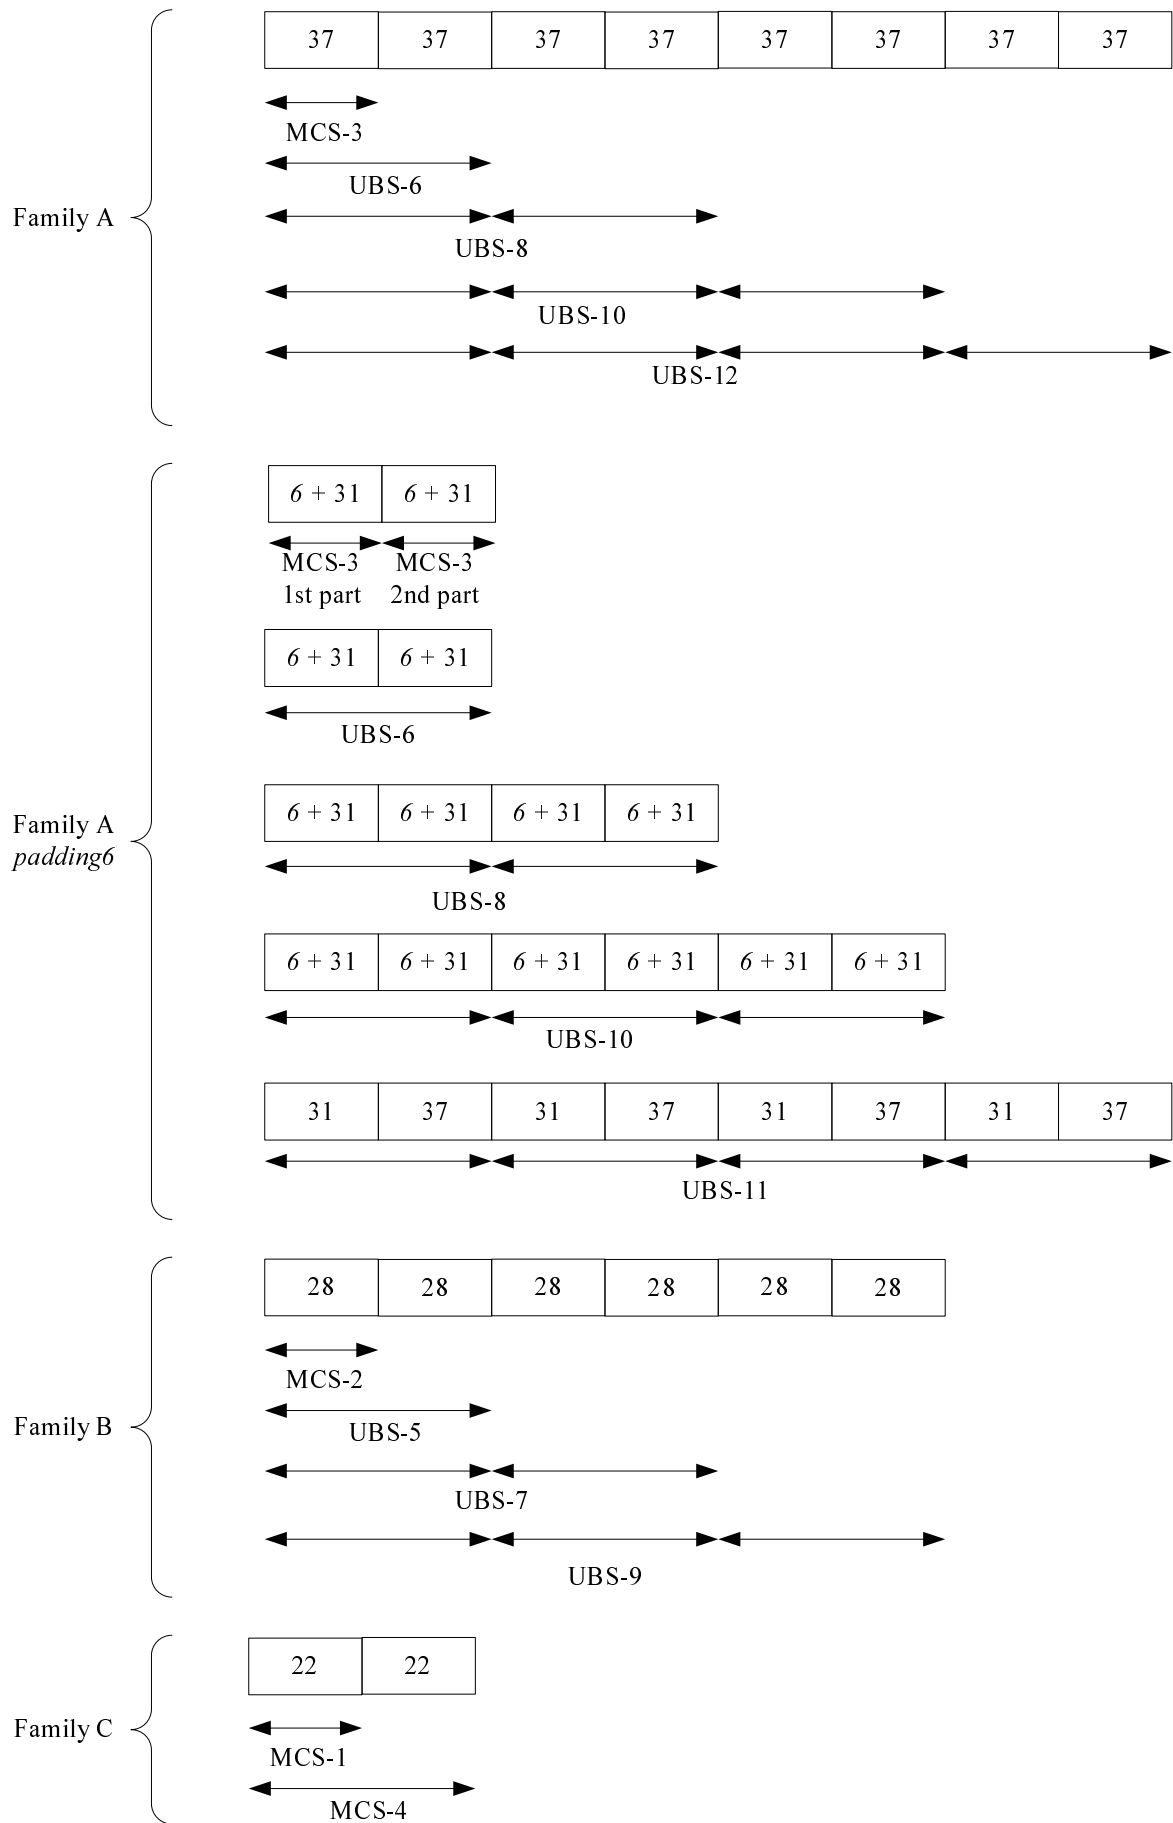 37 37 37 37 37 37 37 37
MCS-3
UBS-6
Family A
UBS-8
UBS-10
UBS-12
6 + 31 6 + 31
MCS-3 MCS-3
1st part 2nd part
6 + 31 6 + 31
UBS-6
6 + 31 6 + 31 6 + 31 6 + 31
Family A
padding6
UBS-8
6 + 31 6 + 31 6 + 31 6 + 31 6 + 31 6 + 31
UBS-10
31 37 31 37 31 37 31 37
UBS-11
28 28 28 28 28 28
MCS-2
Family B
UBS-5
UBS-7
UBS-9
22 22
Family C
MCS-1
MCS-4